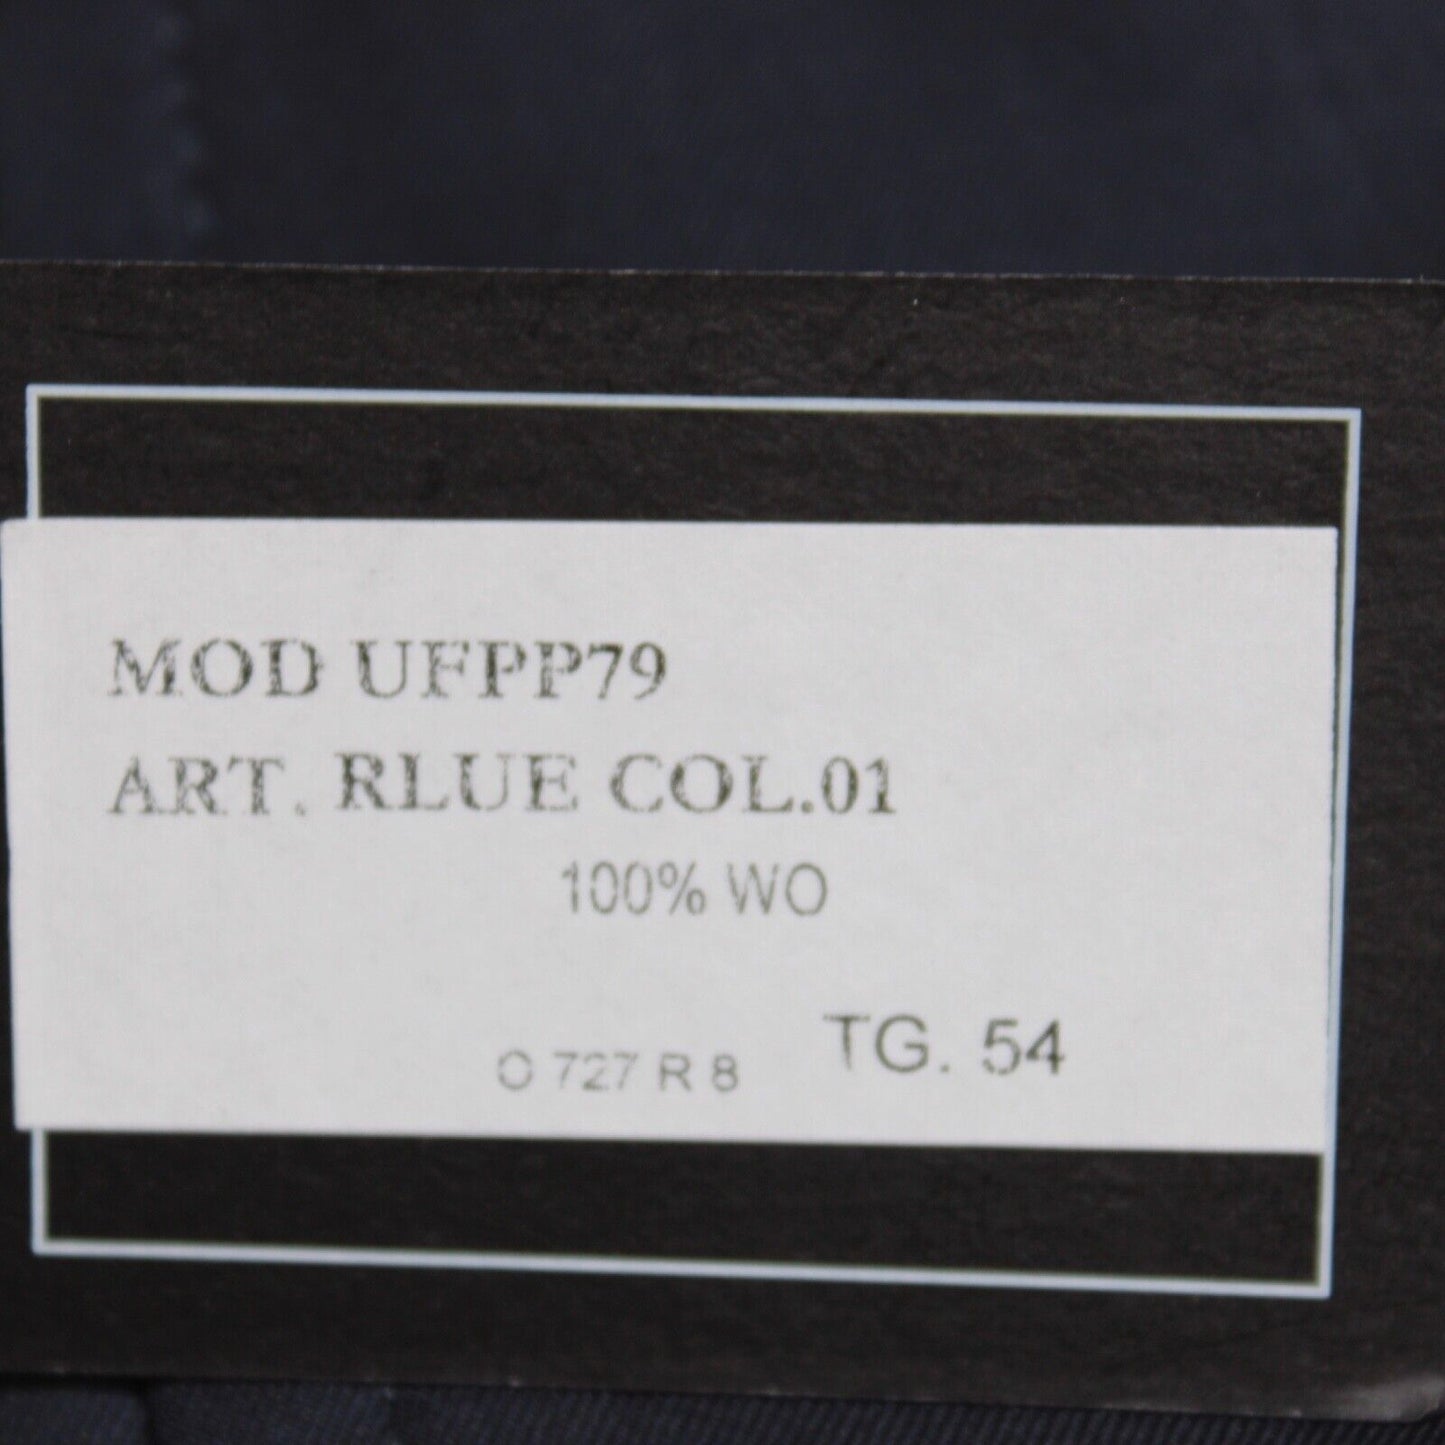 MOD UFPP79
ART. RLUE COL.01
100% WO
O 727 R 8 TG. 54